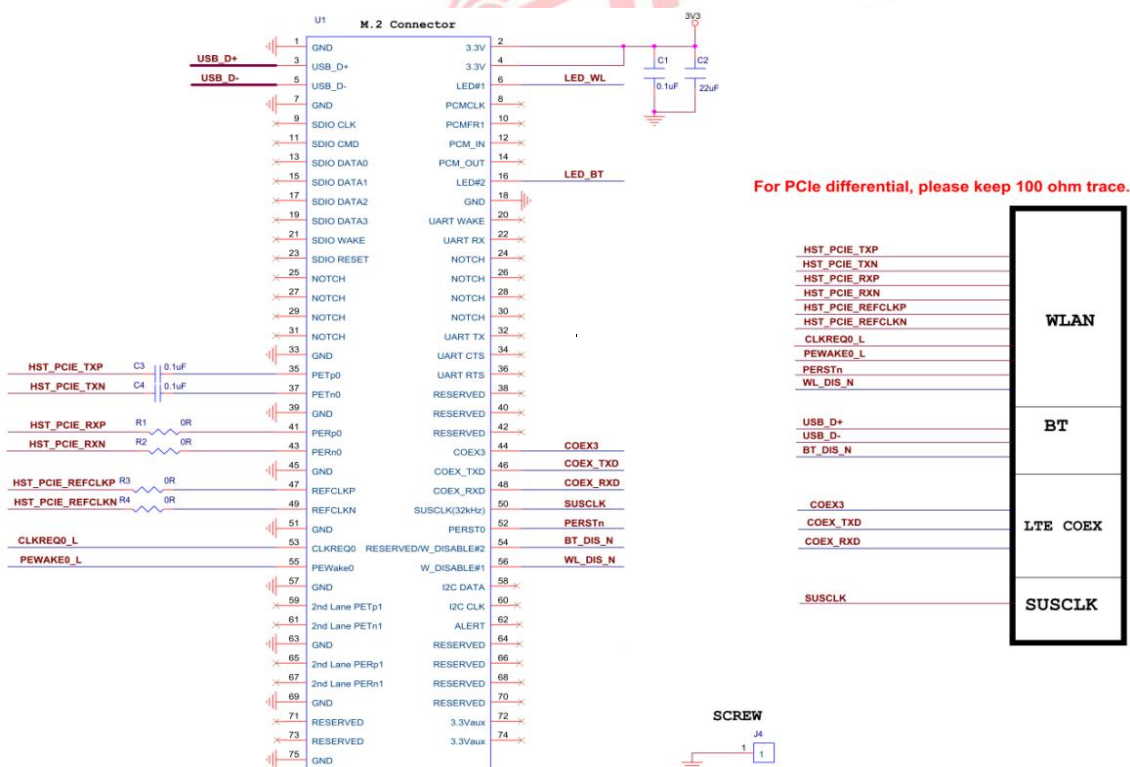 U1
M.2 Connector
3V3
1 GND 3.3V 2
USB_D+ 3 USB_D+ 3.3V 4
USB_D- 5 USB_D- LED#1 6 LED_WL
C1 C2
0.1uF 22uF
7 GND PCMCLK 8
9 SDIO CLK PCMFR1 10
11 SDIO CMD PCM_IN 12
13 SDIO DATA0 PCM_OUT 14
15 SDIO DATA1 LED#2 16 LED_BT
17 SDIO DATA2 GND 18
19 SDIO DATA3 UART WAKE 20
21 SDIO WAKE UART RX 22
23 SDIO RESET NOTCH 24
25 NOTCH NOTCH 26
27 NOTCH NOTCH 28
29 NOTCH NOTCH 30
31 NOTCH UART TX 32
33 GND UART CTS 34
HST_PCIE_TXP C3 0.1uF 35 PETp0 UART RTS 36
HST_PCIE_TXN C4 0.1uF 37 PETn0 RESERVED 38
39 GND RESERVED 40
HST_PCIE_RXP R1 0R 41 PERp0 RESERVED 42
HST_PCIE_RXN R2 0R 43 PERn0 COEX3 44 COEX3
45 GND COEX_TXD 46 COEX_TXD
HST_PCIE_REFCLKP R3 0R 47 REFCLKP COEX_RXD 48 COEX_RXD
HST_PCIE_REFCLKN R4 0R 49 REFCLKN SUSCLK(32kHz) 50 SUSCLK
51 GND PERST0 52 PERSTn
CLKREQ0_L 53 CLKREQ0 RESERVED/W_DISABLE#2 54 BT_DIS_N
PEWAKE0_L 55 PEWake0 W_DISABLE#1 56 WL_DIS_N
57 GND I2C DATA 58
59 2nd Lane PETp1 I2C CLK 60
61 2nd Lane PETn1 ALERT 62
63 GND RESERVED 64
65 2nd Lane PERp1 RESERVED 66
67 2nd Lane PERn1 RESERVED 68
69 GND RESERVED 70
71 RESERVED 3.3Vaux 72
73 RESERVED 3.3Vaux 74
75 GND
For PCIe differential, please keep 100 ohm trace.
HST_PCIE_TXP
HST_PCIE_TXN
HST_PCIE_RXP
HST_PCIE_RXN
HST_PCIE_REFCLKP
HST_PCIE_REFCLKN
CLKREQ0_L
PEWAKE0_L
PERSTn
WL_DIS_N
WLAN
USB_D+
USB_D-
BT_DIS_N
BT
COEX3
COEX_TXD
COEX_RXD
LTE COEX
SUSCLK
SUSCLK
SCREW
J4
1 1